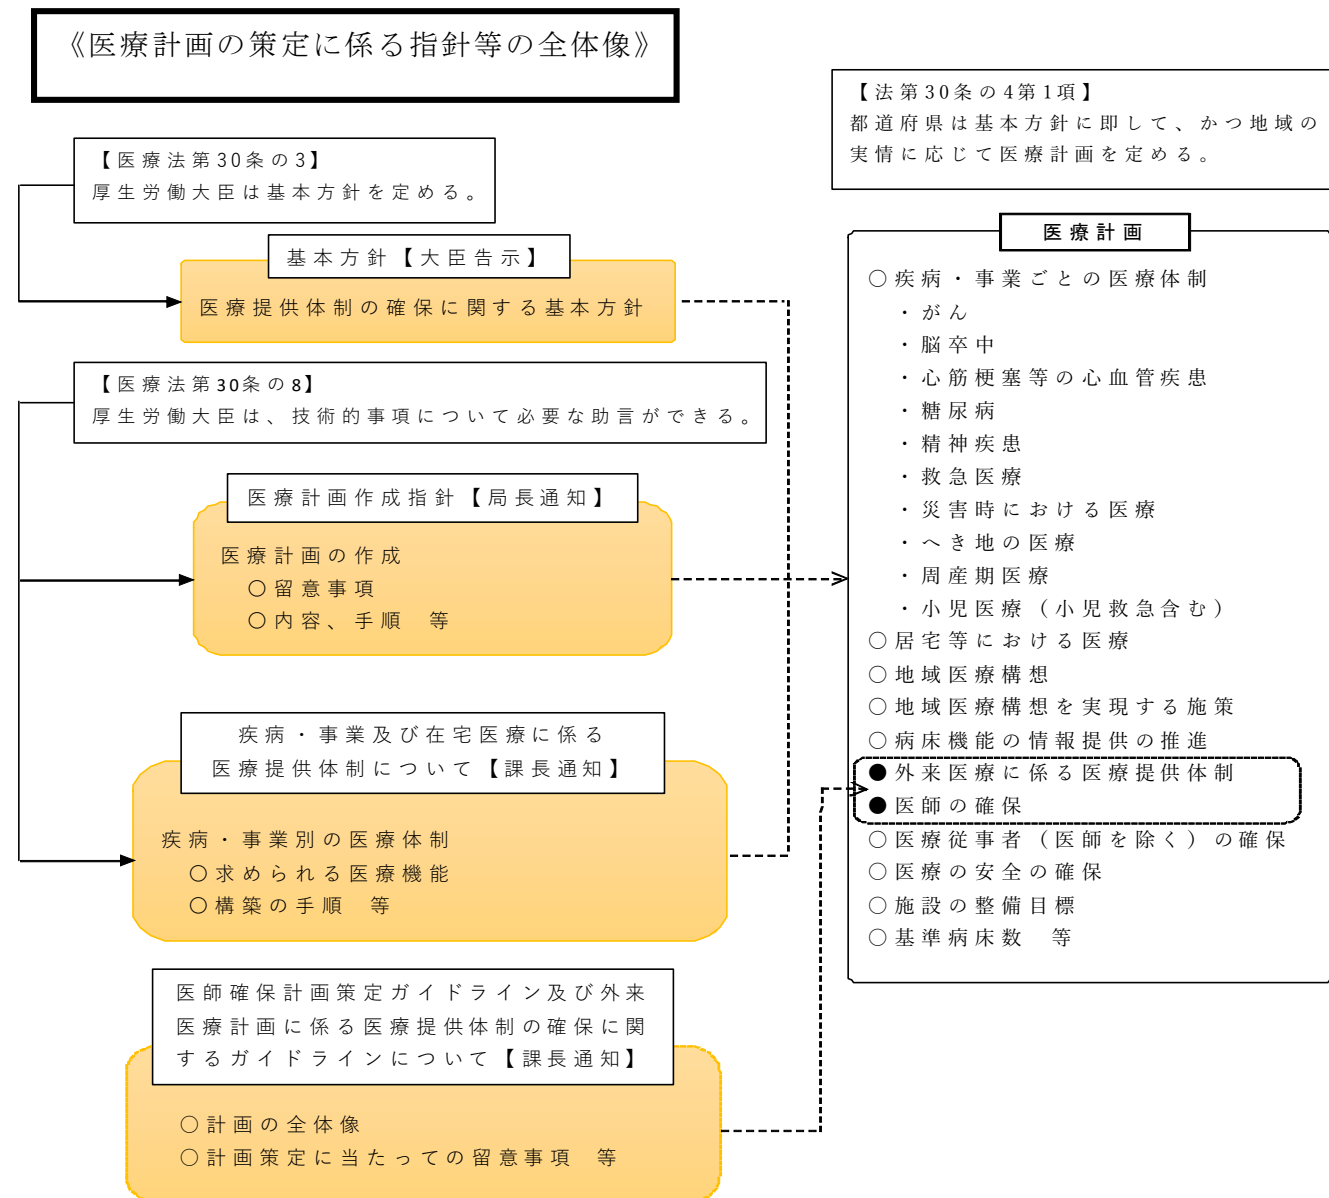 《医療計画の策定に係る指針等の全体像》
【医療法第30条の3】
厚生労働大臣は基本方針を定める。
基本方針【大臣告示】
医療提供体制の確保に関する基本方針
【医療法第30条の8】
厚生労働大臣は、技術的事項について必要な助言ができる。
医療計画作成指針【局長通知】
医療計画の作成
○留意事項
○内容、手順 等
疾病・事業及び在宅医療に係る
医療提供体制について【課長通知】
疾病・事業別の医療体制
○求められる医療機能
○構築の手順 等
医師確保計画策定ガイドライン及び外来
医療計画に係る医療提供体制の確保に関
するガイドラインについて【課長通知】
○計画の全体像
○計画策定に当たっての留意事項 等
【法第30条の4第1項】
都道府県は基本方針に即して、かつ地域の
実情に応じて医療計画を定める。
医療計画
○疾病・事業ごとの医療体制
・がん
・脳卒中
・心筋梗塞等の心血管疾患
・糖尿病
・精神疾患
・救急医療
・災害時における医療
・へき地の医療
・周産期医療
・小児医療（小児救急含む）
○居宅等における医療
○地域医療構想
○地域医療構想を実現する施策
○病床機能の情報提供の推進
●外来医療に係る医療提供体制
●医師の確保
○医療従事者（医師を除く）の確保
○医療の安全の確保
○施設の整備目標
○基準病床数 等